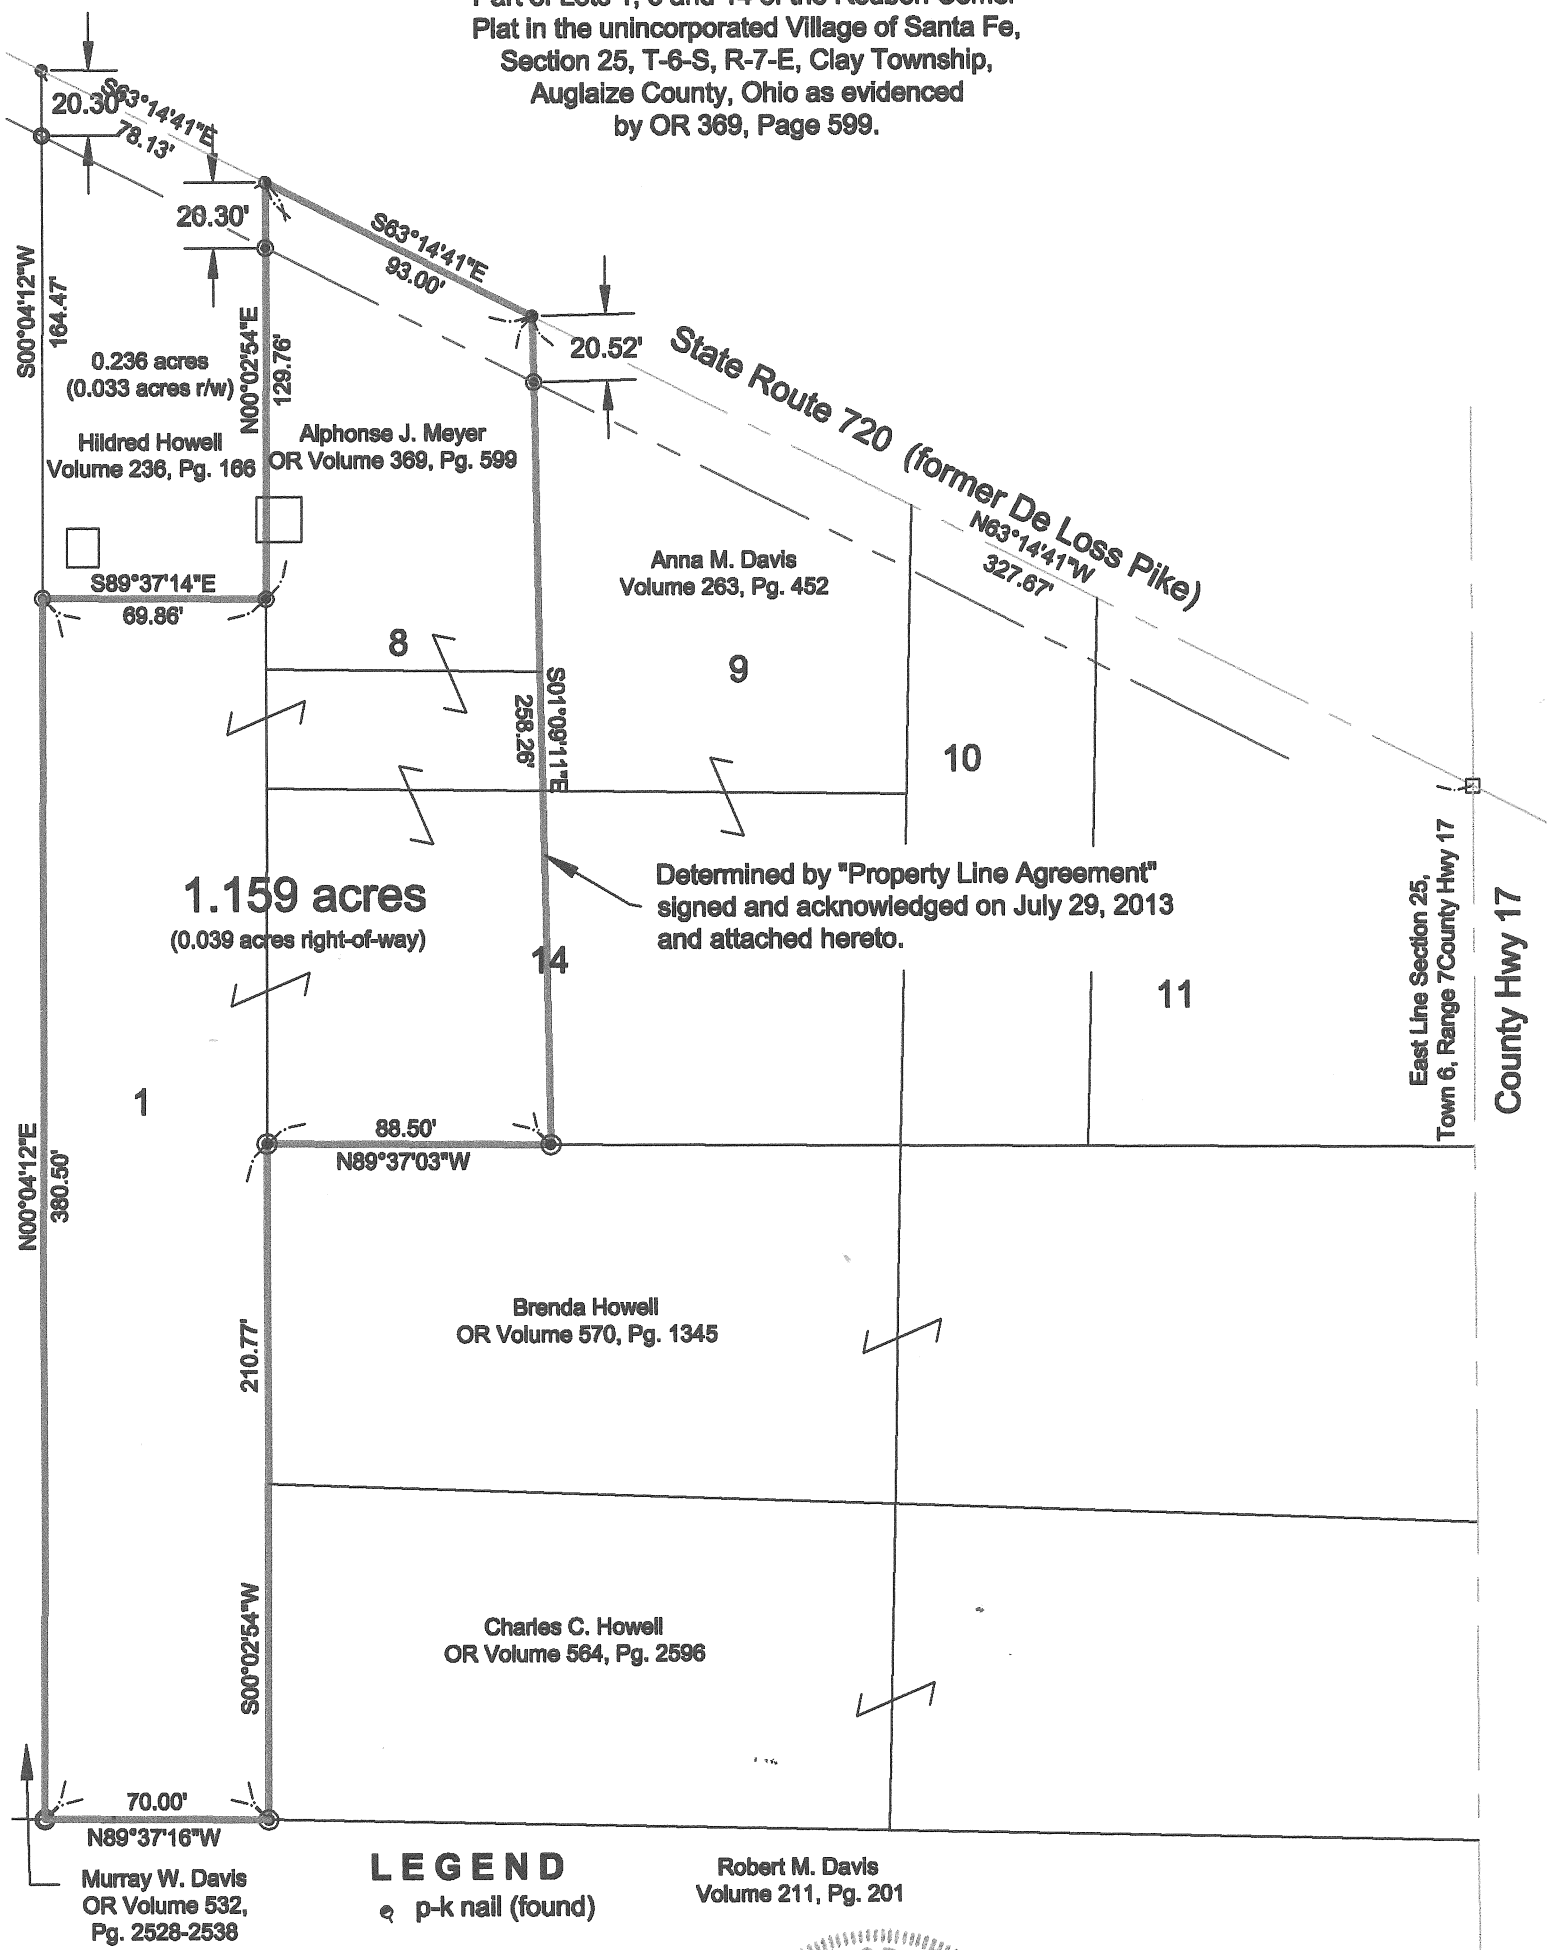 Plat in the unincorporated Village of Santa Fe,
Section 25, T-6-S, R-7-E, Clay Township,
Auglaize County, Ohio as evidenced
by OR 369, Page 599.
20.30'
S63°14'41"E
78.13'
20.30'
S63°14'41"E
93.00'
20.52'
State Route 720 (former De Loss Pike)
N63°14'41"W
327.67'
S00°04'12"W
164.47'
N00°02'54"E
129.76'
0.236 acres
(0.033 acres r/w)
Hildred Howell
Volume 236, Pg. 166
Alphonse J. Meyer
OR Volume 369, Pg. 599
Anna M. Davis
Volume 263, Pg. 452
S89°37'14"E
69.86'
8
9
S01°09'11"E
258.26'
10
1.159 acres
(0.039 acres right-of-way)
Determined by "Property Line Agreement"
signed and acknowledged on July 29, 2013
and attached hereto.
14
11
East Line Section 25,
Town 6, Range 7County Hwy 17
County Hwy 17
1
88.50'
N89°37'03"W
N00°04'12"E
380.50'
Brenda Howell
OR Volume 570, Pg. 1345
210.77'
S00°02'54"W
Charles C. Howell
OR Volume 564, Pg. 2596
70.00'
N89°37'16"W
Murray W. Davis
OR Volume 532,
Pg. 2528-2538
LEGEND
p-k nail (found)
Robert M. Davis
Volume 211, Pg. 201